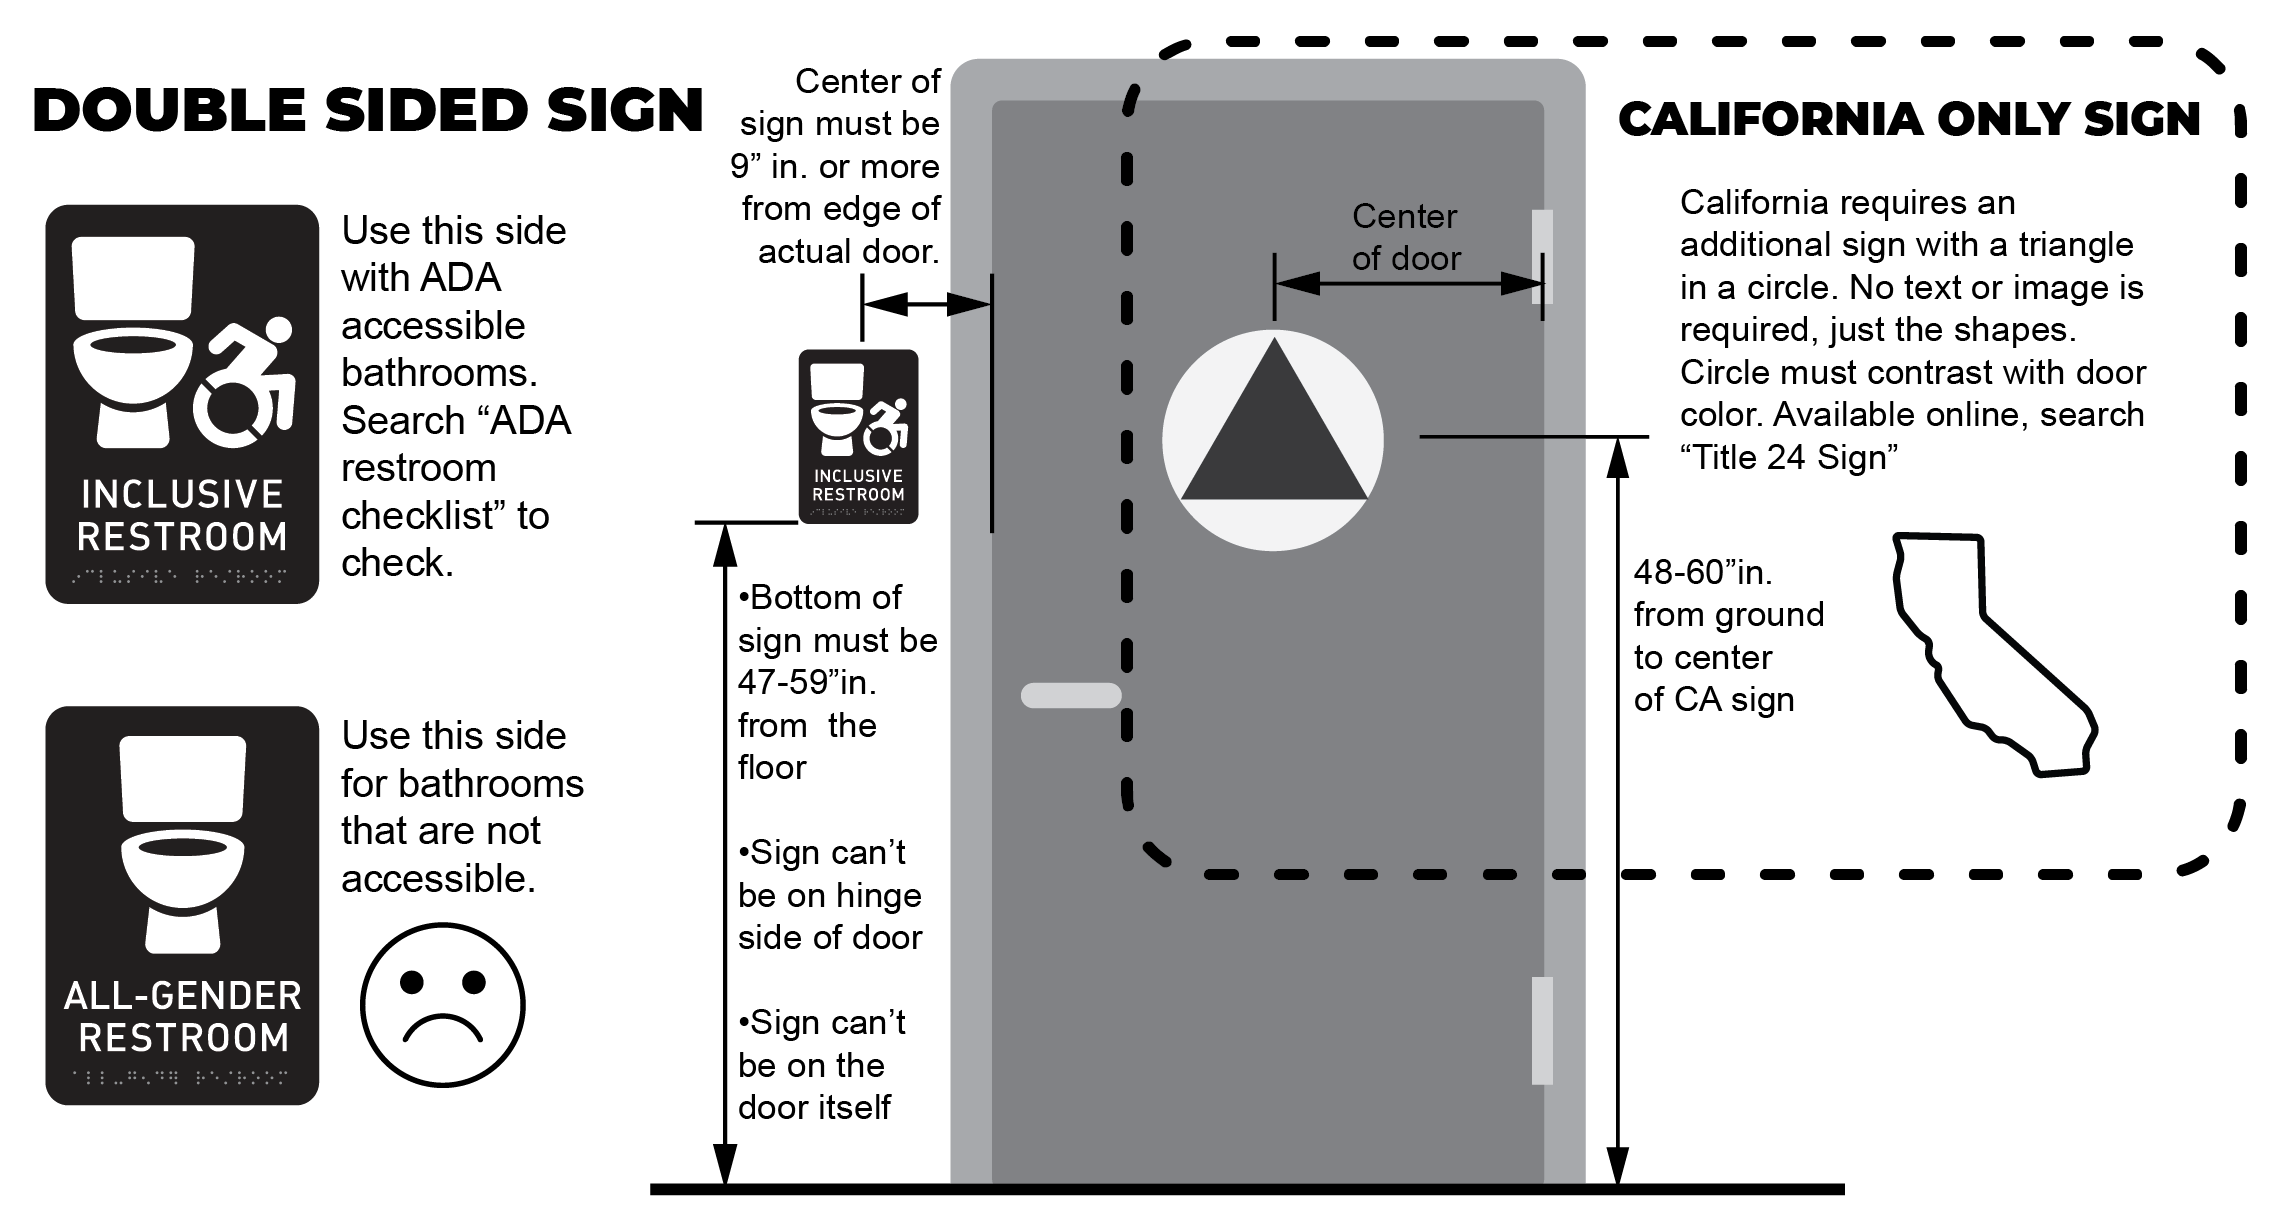 DOUBLE SIDED SIGN
INCLUSIVE
RESTROOM
Use this side
with ADA
accessible
bathrooms.
Search “ADA
restroom
checklist” to
check.
ALL-GENDER
RESTROOM
Use this side
for bathrooms
that are not
accessible.
Center of
sign must be
9” in. or more
from edge of
actual door.
INCLUSIVE
RESTROOM
•Bottom of
sign must be
47-59”in.
from  the
floor
•Sign can’t
be on hinge
side of door
•Sign can’t
be on the
door itself
Center
of door
CALIFORNIA ONLY SIGN
California requires an
additional sign with a triangle
in a circle. No text or image is
required, just the shapes.
Circle must contrast with door
color. Available online, search
“Title 24 Sign”
48-60”in.
from ground
to center
of CA sign